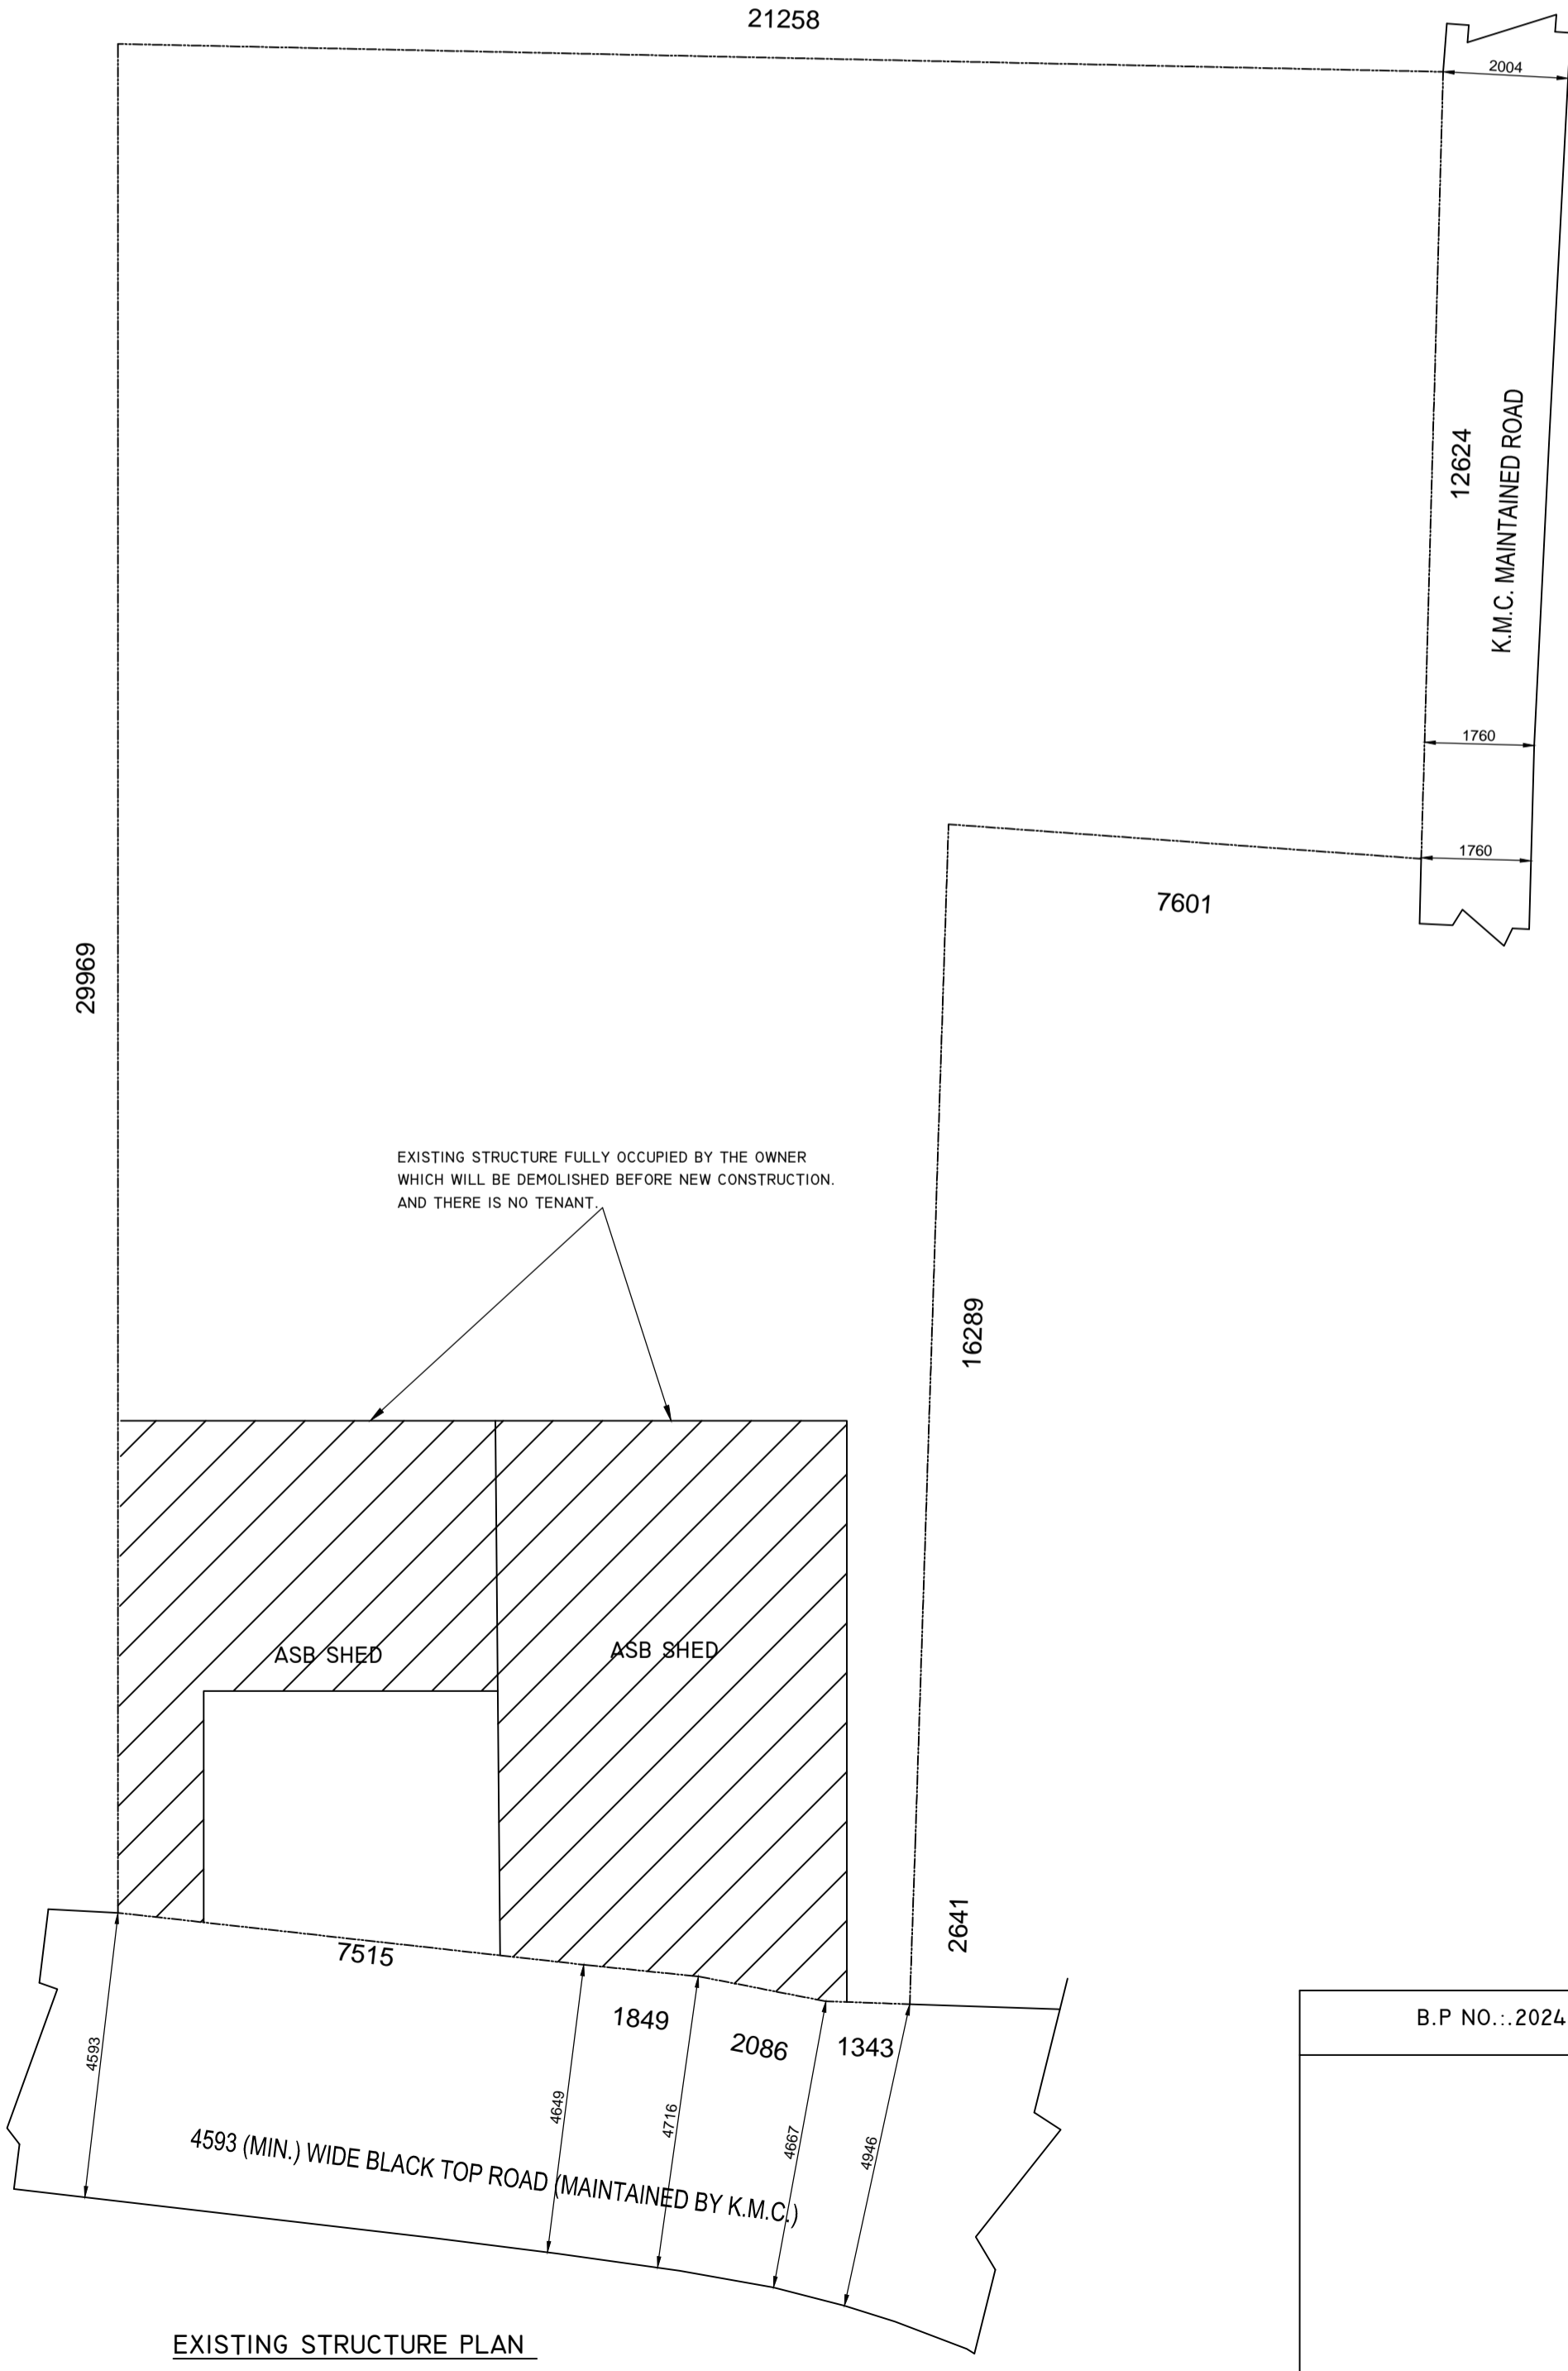 21258
2004
12624
K.M.C. MAINTAINED ROAD
1760
1760
7601
29969
EXISTING STRUCTURE FULLY OCCUPIED BY THE OWNER
WHICH WILL BE DEMOLISHED BEFORE NEW CONSTRUCTION.
AND THERE IS NO TENANT.
16289
ASB SHED
ASB SHED
2641
7515
1849
2086
1343
4593
4649
4716
4667
4946
4593 (MIN.) WIDE BLACK TOP ROAD (MAINTAINED BY K.M.C.)
B.P NO.:.2024
EXISTING STRUCTURE PLAN